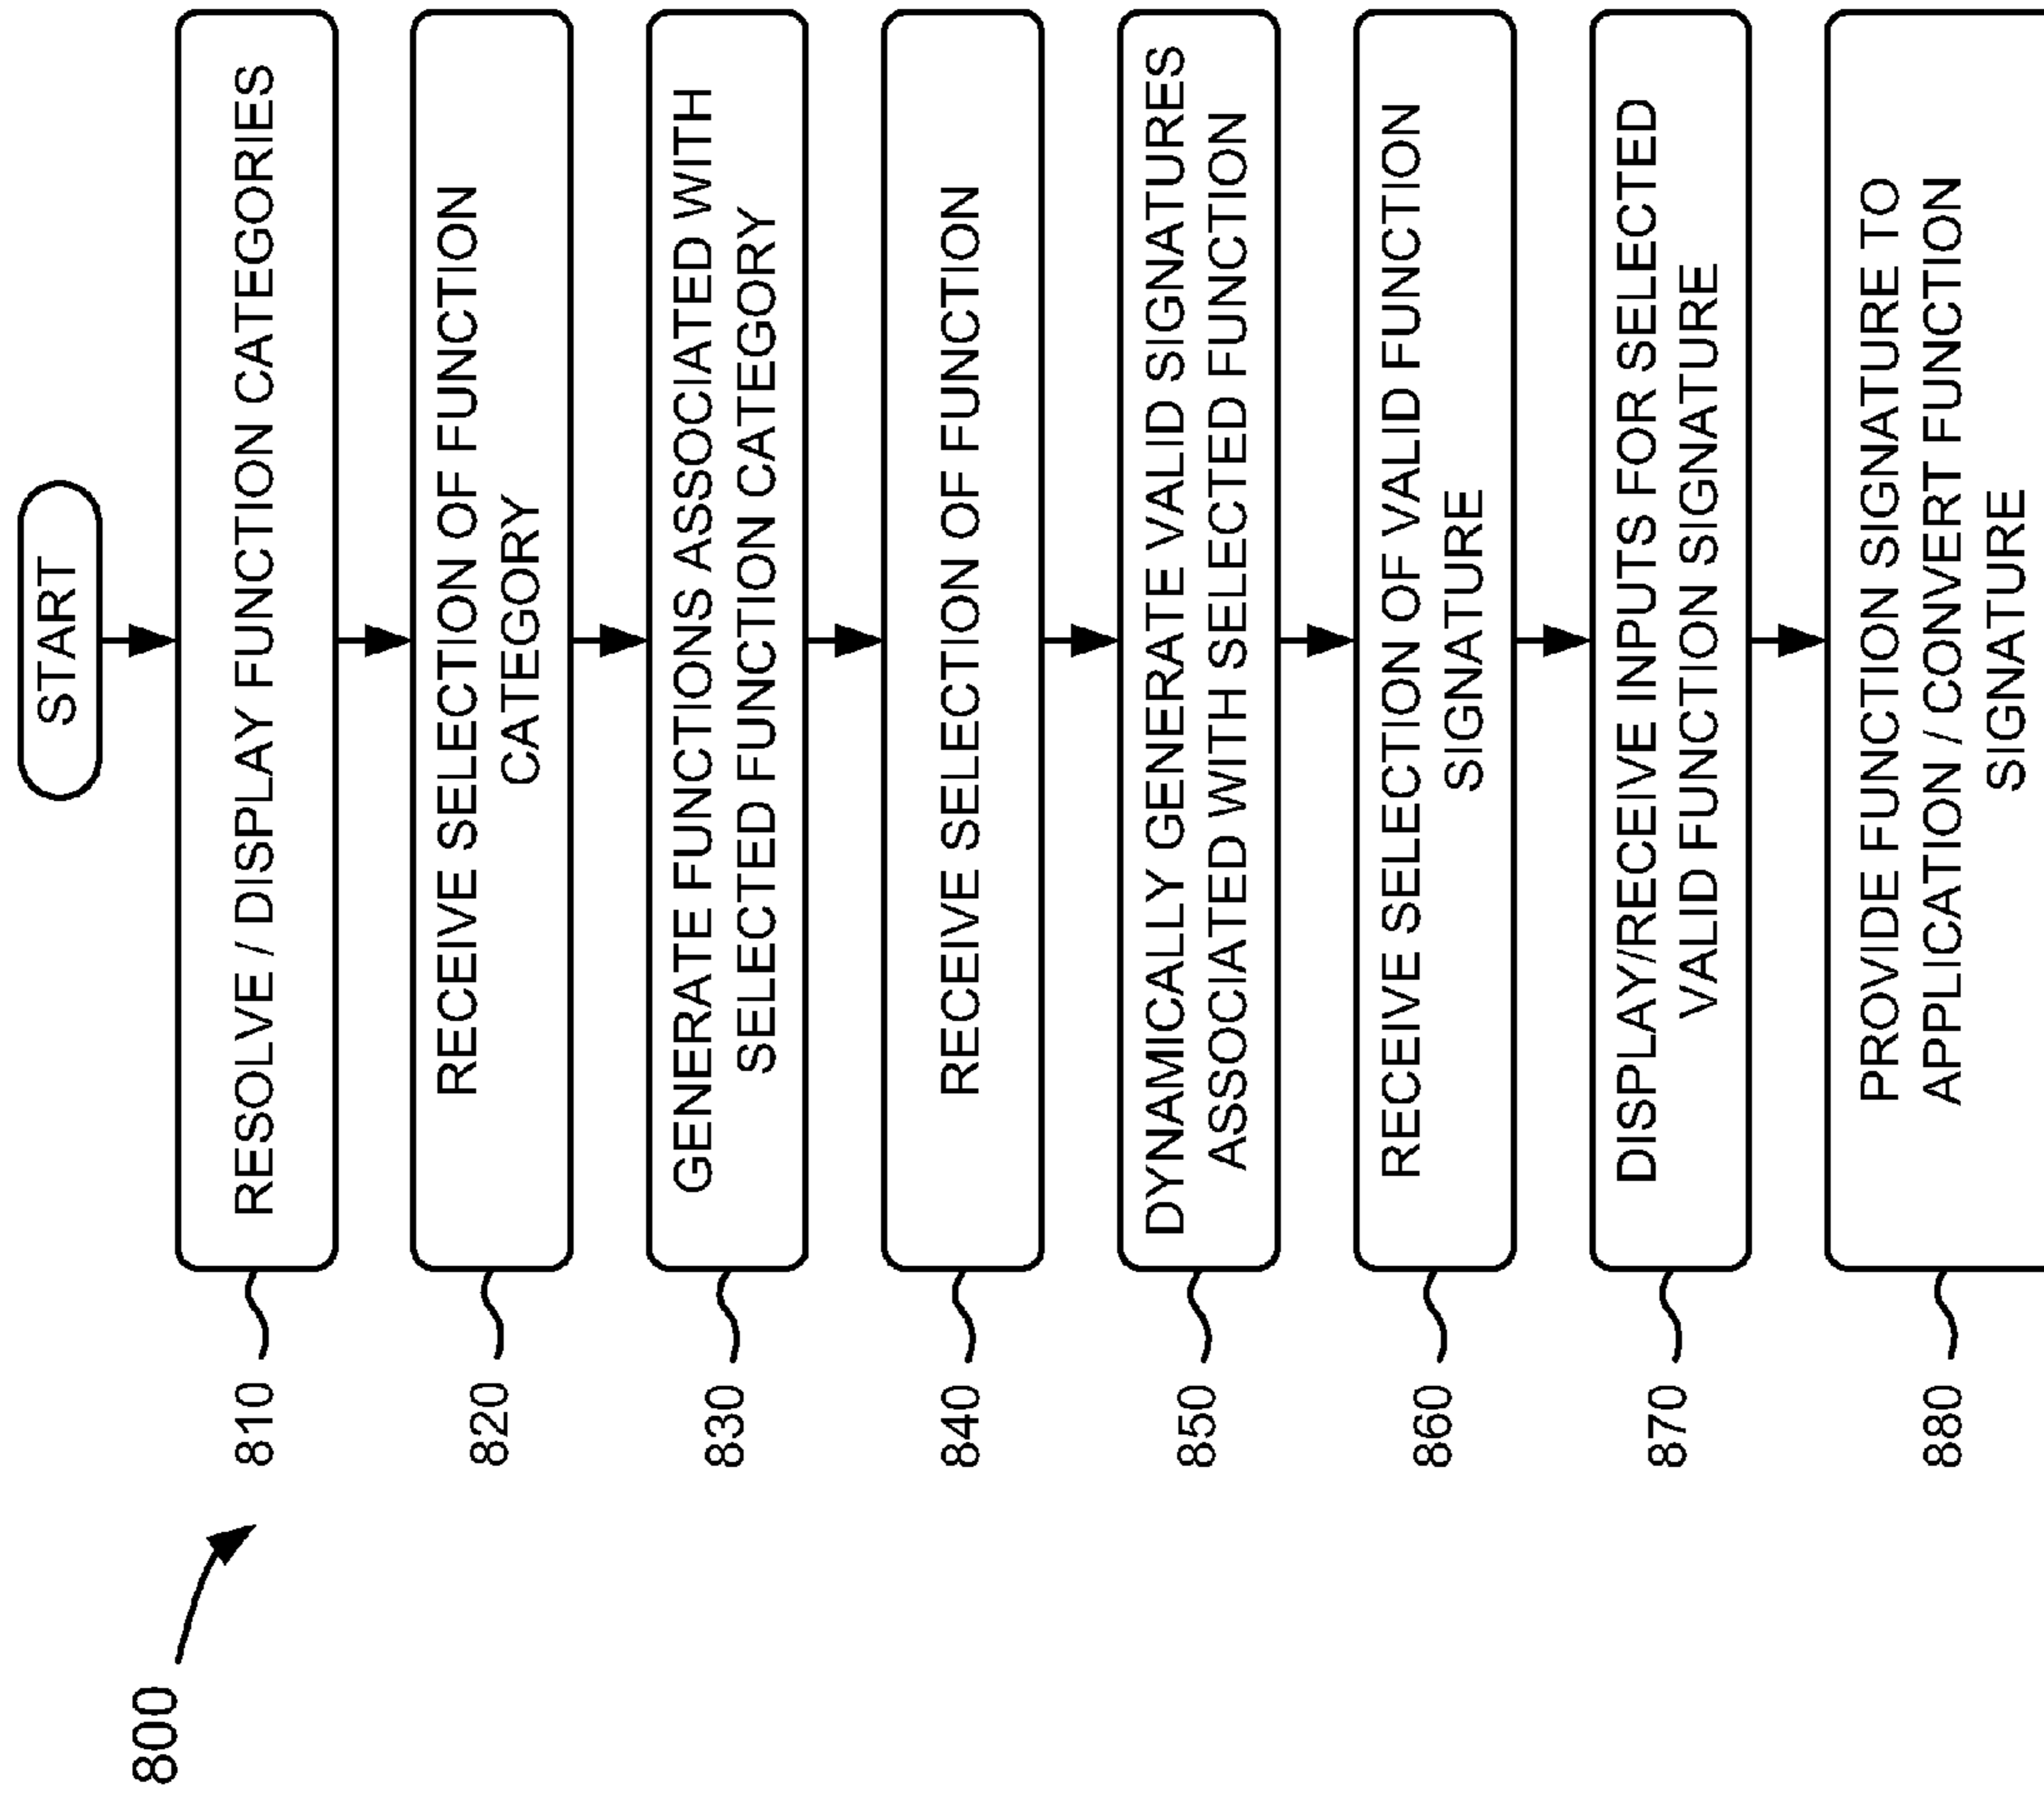 800
START
810
RESOLVE / DISPLAY FUNCTION CATEGORIES
820
RECEIVE SELECTION OF FUNCTION
CATEGORY
830
GENERATE FUNCTIONS ASSOCIATED WITH
SELECTED FUNCTION CATEGORY
840
RECEIVE SELECTION OF FUNCTION
850
DYNAMICALLY GENERATE VALID SIGNATURES
ASSOCIATED WITH SELECTED FUNCTION
860
RECEIVE SELECTION OF VALID FUNCTION
SIGNATURE
870
DISPLAY/RECEIVE INPUTS FOR SELECTED
VALID FUNCTION SIGNATURE
880
PROVIDE FUNCTION SIGNATURE TO
APPLICATION / CONVERT FUNCTION
SIGNATURE